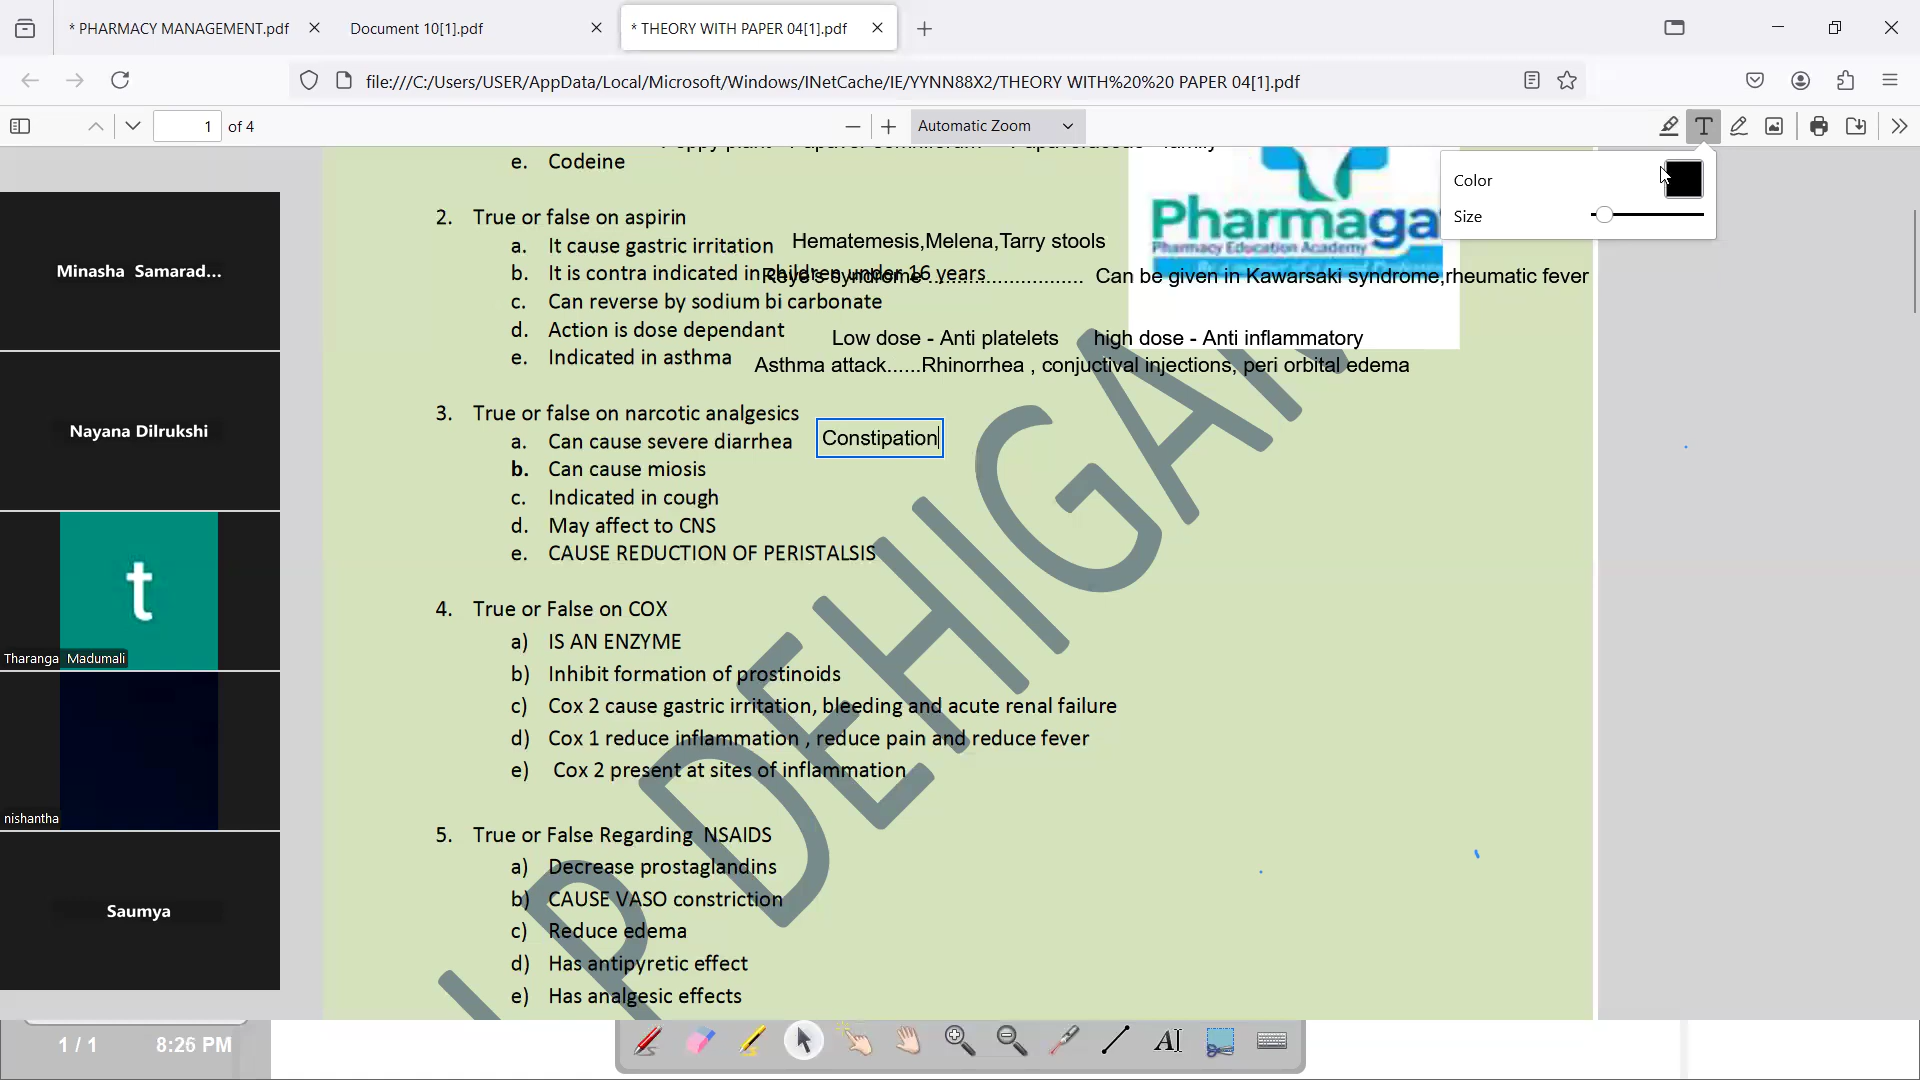 * PHARMACY MANAGEMENT.pdf
Document 10[1].pdf
* THEORY WITH PAPER 04[1].pdf
file:///C:/Users/USER/AppData/Local/Microsoft/Windows/INetCache/IE/YYNN88X2/THEORY WITH%20%20 PAPER 04[1].pdf
1 of 4
Automatic Zoom
Color
Size
e. Codeine
Pharmaga
Pharmacy Education Academy
2. True or false on aspirin
a. It cause gastric irritation Hematemesis,Melena,Tarry stools
b. It is contra indicated in children under 16 years
Reye's syndrome........................... Can be given in Kawarsaki syndrome,rheumatic fever
c. Can reverse by sodium bi carbonate
d. Action is dose dependant Low dose - Anti platelets high dose - Anti inflammatory
e. Indicated in asthma Asthma attack......Rhinorrhea , conjuctival injections, peri orbital edema
3. True or false on narcotic analgesics
a. Can cause severe diarrhea Constipation
b. Can cause miosis
c. Indicated in cough
d. May affect to CNS
e. CAUSE REDUCTION OF PERISTALSIS
4. True or False on COX
a) IS AN ENZYME
b) Inhibit formation of prostinoids
c) Cox 2 cause gastric irritation, bleeding and acute renal failure
d) Cox 1 reduce inflammation , reduce pain and reduce fever
e) Cox 2 present at sites of inflammation
5. True or False Regarding NSAIDS
a) Decrease prostaglandins
b) CAUSE VASO constriction
c) Reduce edema
d) Has antipyretic effect
e) Has analgesic effects
LP DEHIGAM
Minasha Samarad...
Nayana Dilrukshi
t
Tharanga Madumali
nishantha
Saumya
1 / 1
8:26 PM